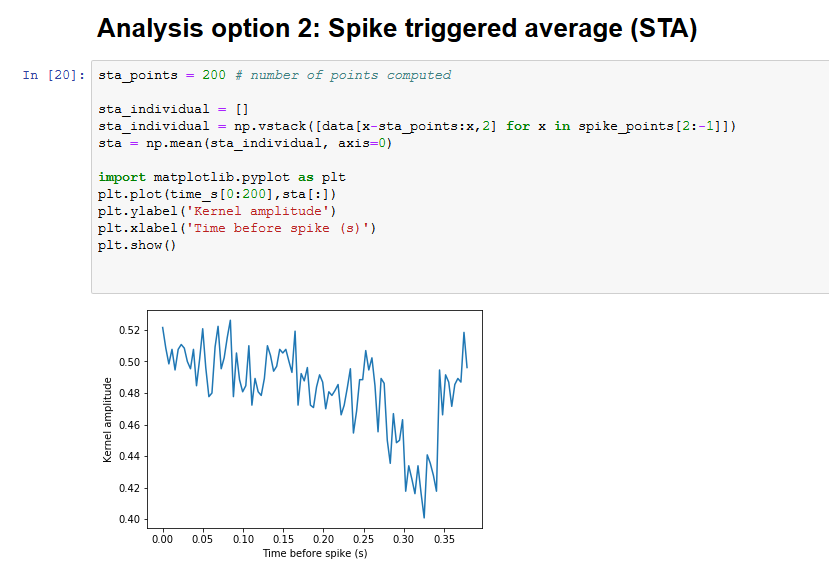 Analysis option 2: Spike triggered average (STA)
In [20]:
sta_points = 200 # number of points computed
sta_individual = []
sta_individual = np.vstack([data[x-sta_points:x,2] for x in spike_points[2:-1]])
sta = np.mean(sta_individual, axis=0)
import matplotlib.pyplot as plt
plt.plot(time_s[0:200],sta[:])
plt.ylabel('Kernel amplitude')
plt.xlabel('Time before spike (s)')
plt.show()
0.52
0.50
0.48
0.46
0.44
0.42
0.40
Kernel amplitude
0.00 0.05 0.10 0.15 0.20 0.25 0.30 0.35
Time before spike (s)